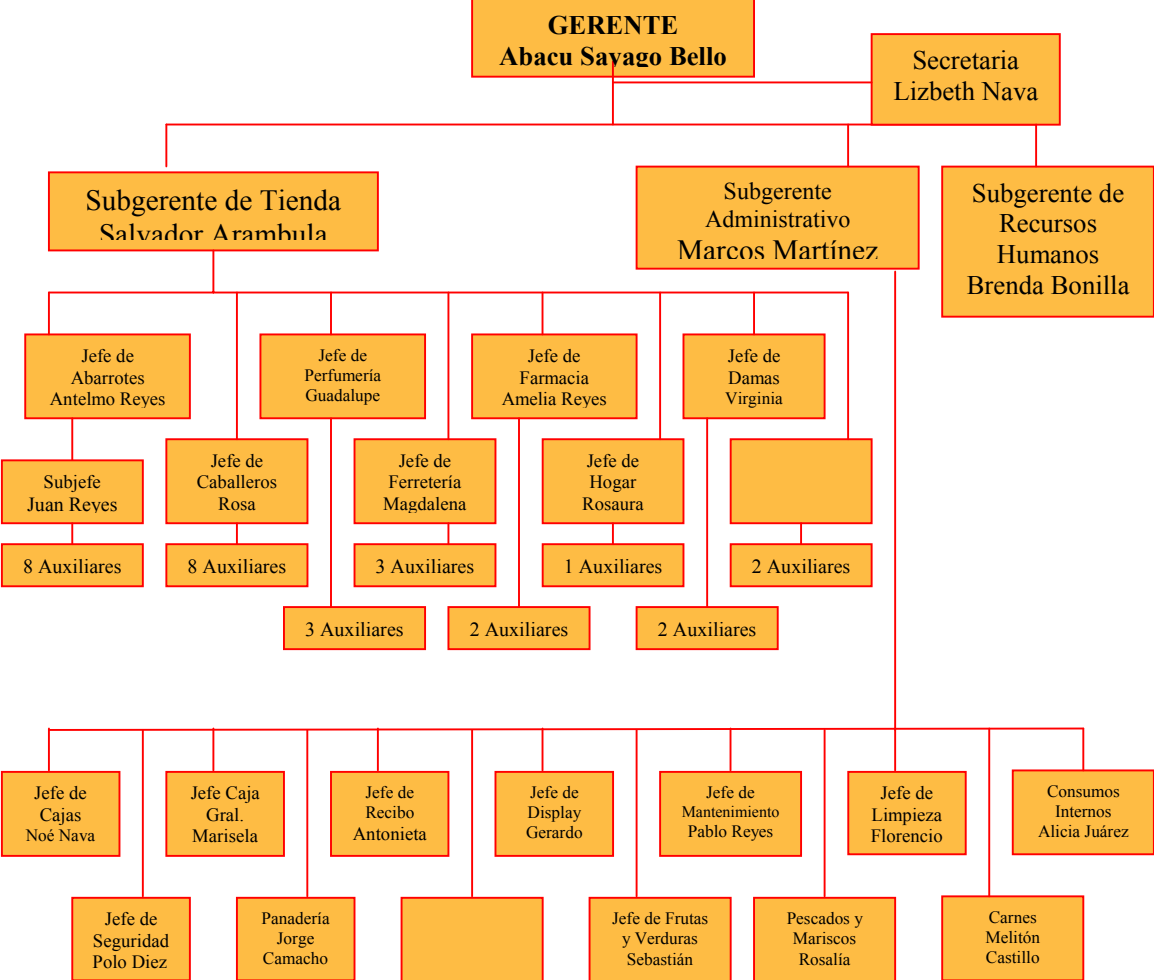 GERENTE
Abacu Sayago Bello
Secretaria
Lizbeth Nava
Subgerente de Tienda
Salvador Arambula
Subgerente
Administrativo
Marcos Martínez
Subgerente de
Recursos
Humanos
Brenda Bonilla
Jefe de
Abarrotes
Antelmo Reyes
Jefe de
Perfumería
Guadalupe
Jefe de
Farmacia
Amelia Reyes
Jefe de
Damas
Virginia
Subjefe
Juan Reyes
Jefe de
Caballeros
Rosa
Jefe de
Ferretería
Magdalena
Jefe de
Hogar
Rosaura
8 Auxiliares
8 Auxiliares
3 Auxiliares
1 Auxiliares
2 Auxiliares
3 Auxiliares
2 Auxiliares
2 Auxiliares
Jefe de
Cajas
Noé Nava
Jefe Caja
Gral.
Marisela
Jefe de
Recibo
Antonieta
Jefe de
Display
Gerardo
Jefe de
Mantenimiento
Pablo Reyes
Jefe de
Limpieza
Florencio
Consumos
Internos
Alicia Juárez
Jefe de
Seguridad
Polo Diez
Panadería
Jorge
Camacho
Jefe de Frutas
y Verduras
Sebastián
Pescados y
Mariscos
Rosalía
Carnes
Melitón
Castillo